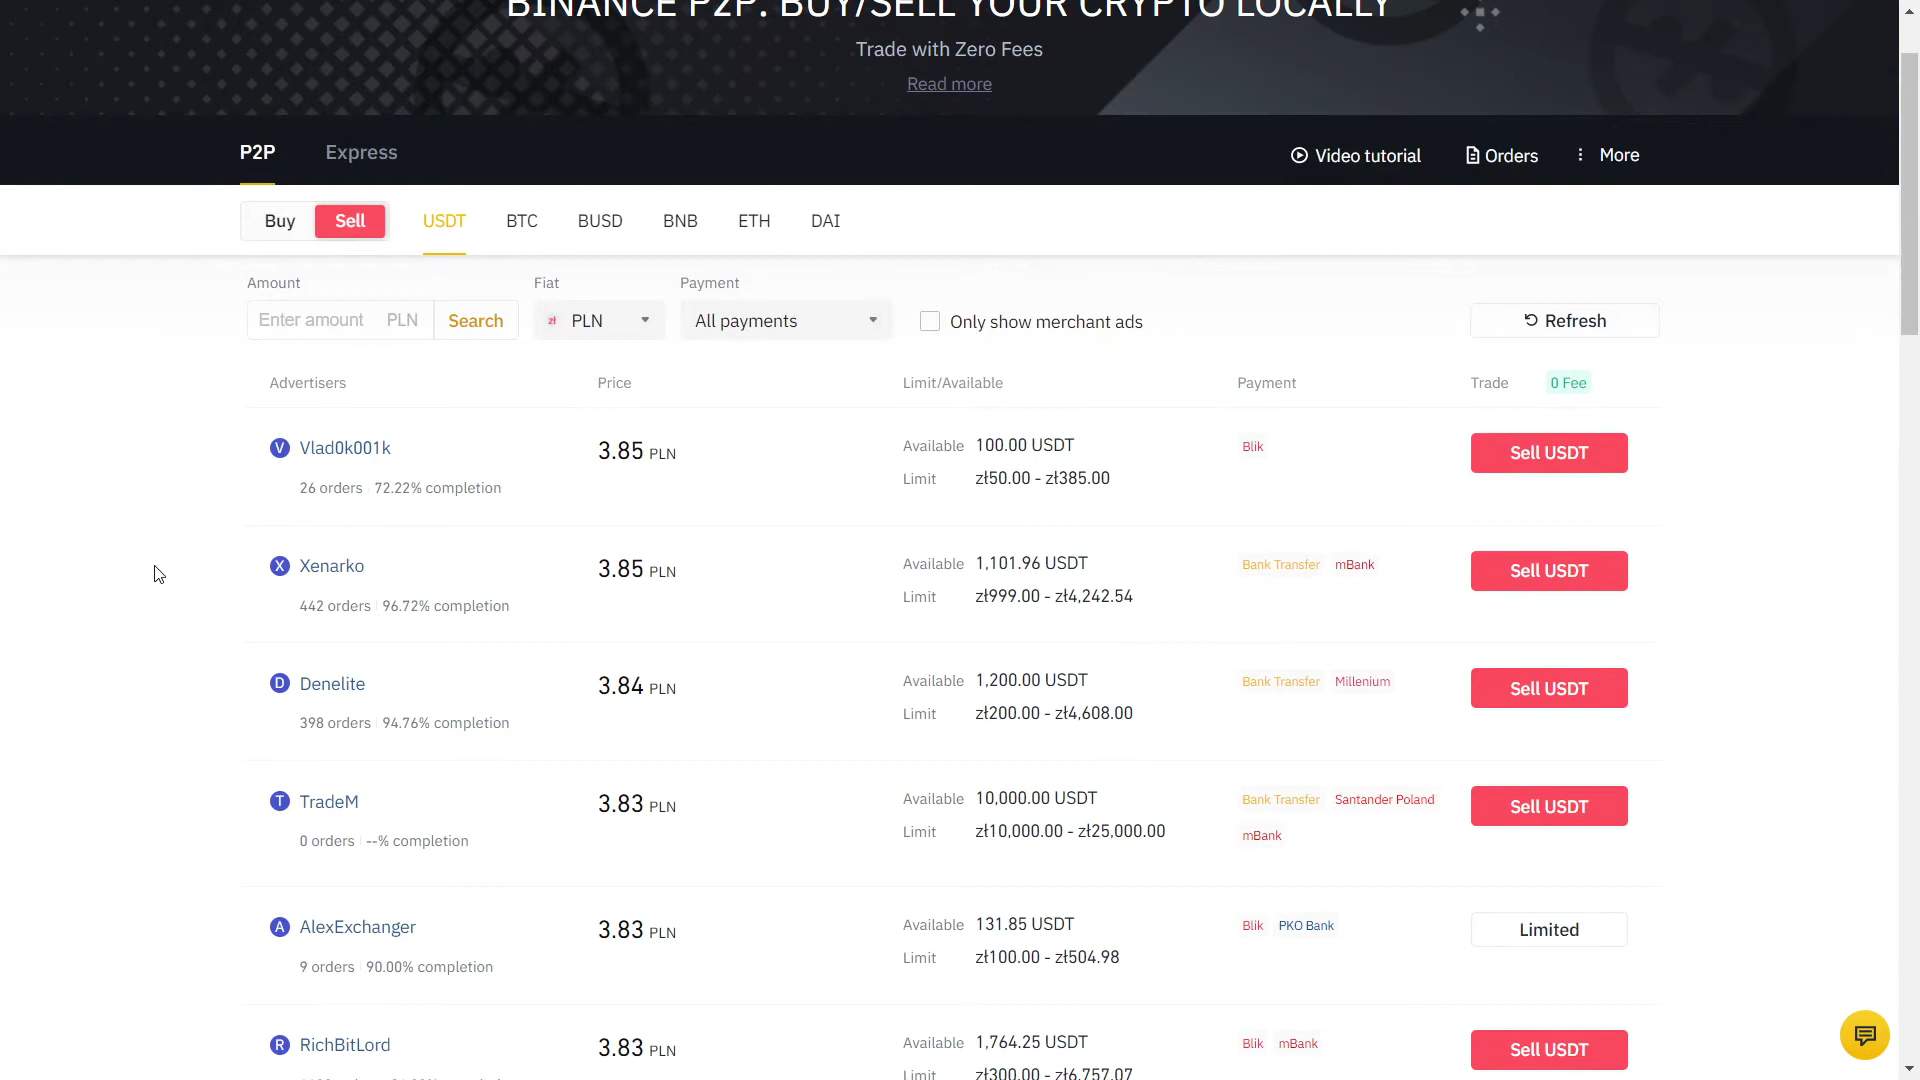 BINANCE P2P: BUY/SELL YOUR CRYPTO LOCALLY
Trade with Zero Fees
Read more
P2P Express Video tutorial Orders More
Buy Sell USDT BTC BUSD BNB ETH DAI
Amount Fiat Payment
Enter amount PLN Search zł PLN All payments Only show merchant ads Refresh
Advertisers Price Limit/Available Payment Trade 0 Fee
V Vlad0k001k 3.85 PLN Available 100.00 USDT Blik Sell USDT
26 orders 72.22% completion Limit zł50.00 - zł385.00
X Xenarko 3.85 PLN Available 1,101.96 USDT Bank Transfer mBank Sell USDT
442 orders 96.72% completion Limit zł999.00 - zł4,242.54
D Denelite 3.84 PLN Available 1,200.00 USDT Bank Transfer Millenium Sell USDT
398 orders 94.76% completion Limit zł200.00 - zł4,608.00
T TradeM 3.83 PLN Available 10,000.00 USDT Bank Transfer Santander Poland Sell USDT
0 orders --% completion Limit zł10,000.00 - zł25,000.00 mBank
A AlexExchanger 3.83 PLN Available 131.85 USDT Blik PKO Bank Limited
9 orders 90.00% completion Limit zł100.00 - zł504.98
R RichBitLord 3.83 PLN Available 1,764.25 USDT Blik mBank Sell USDT
Limit zł300.00 - zł6,757.07